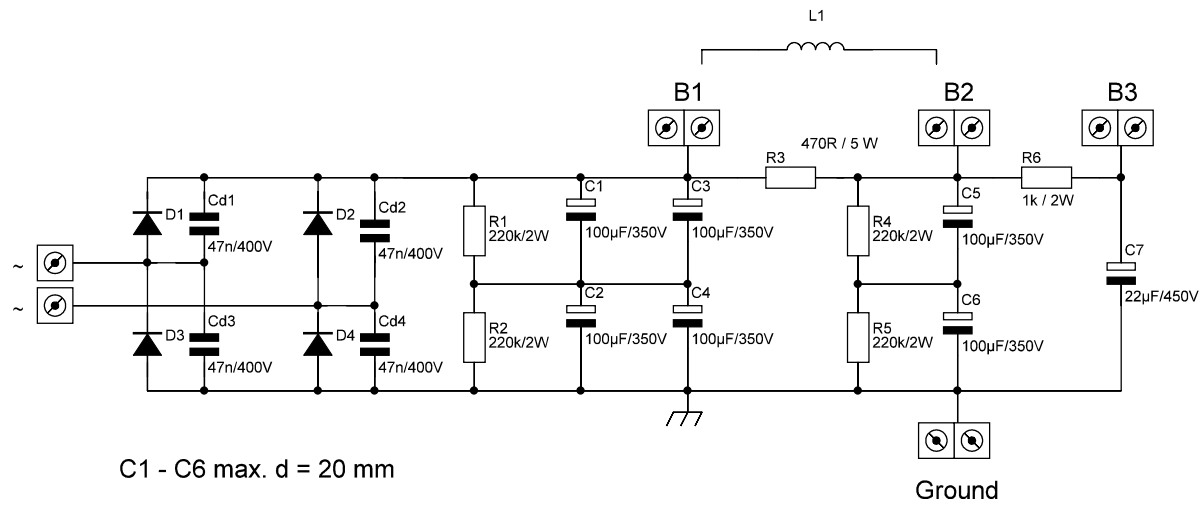 L1
B1
B2
B3
470R / 5 W
R3
R6
1k / 2W
C1
C3
C5
D1
Cd1
47n/400V
D2
Cd2
47n/400V
R1
220k/2W
100µF/350V
100µF/350V
R4
220k/2W
100µF/350V
~
~
C7
22µF/450V
D3
Cd3
47n/400V
D4
Cd4
47n/400V
R2
220k/2W
C2
100µF/350V
C4
100µF/350V
R5
220k/2W
C6
100µF/350V
C1 - C6 max. d = 20 mm
Ground